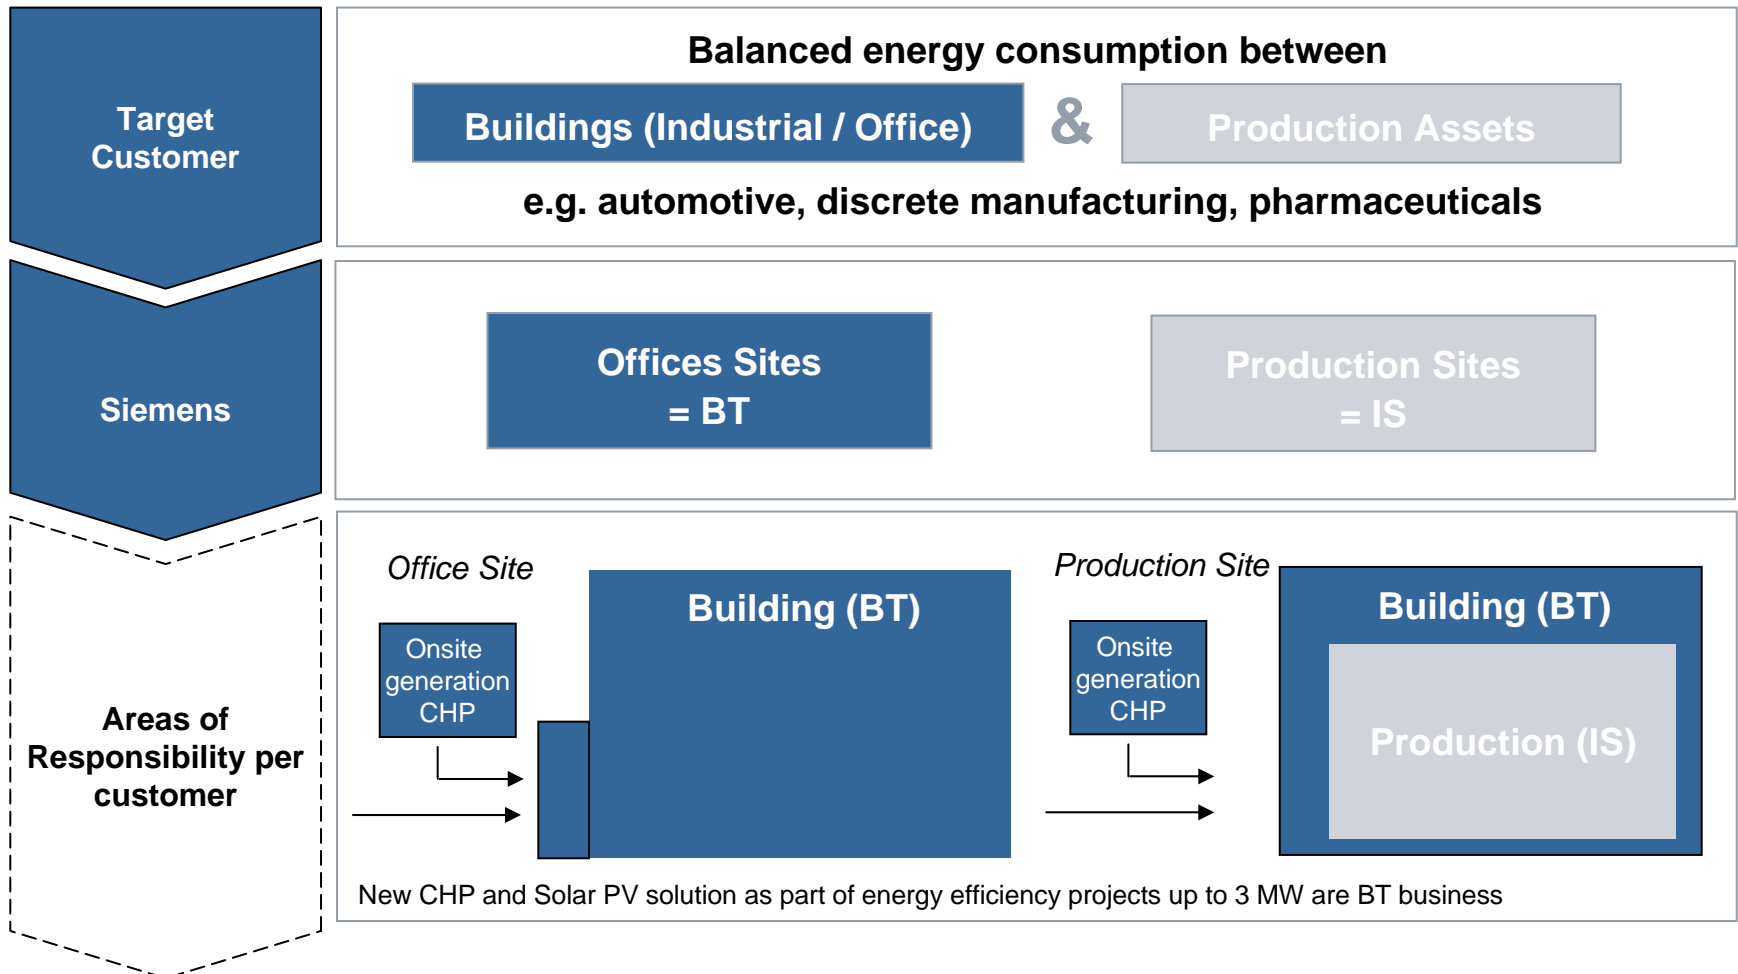 Target
Customer
Balanced energy consumption between
Buildings (Industrial / Office)
&
Production Assets
e.g. automotive, discrete manufacturing, pharmaceuticals
Siemens
Offices Sites
= BT
Production Sites
= IS
Areas of
Responsibility per
customer
Office Site
Onsite
generation
CHP
Building (BT)
Production Site
Onsite
generation
CHP
Building (BT)
Production (IS)
New CHP and Solar PV solution as part of energy efficiency projects up to 3 MW are BT business